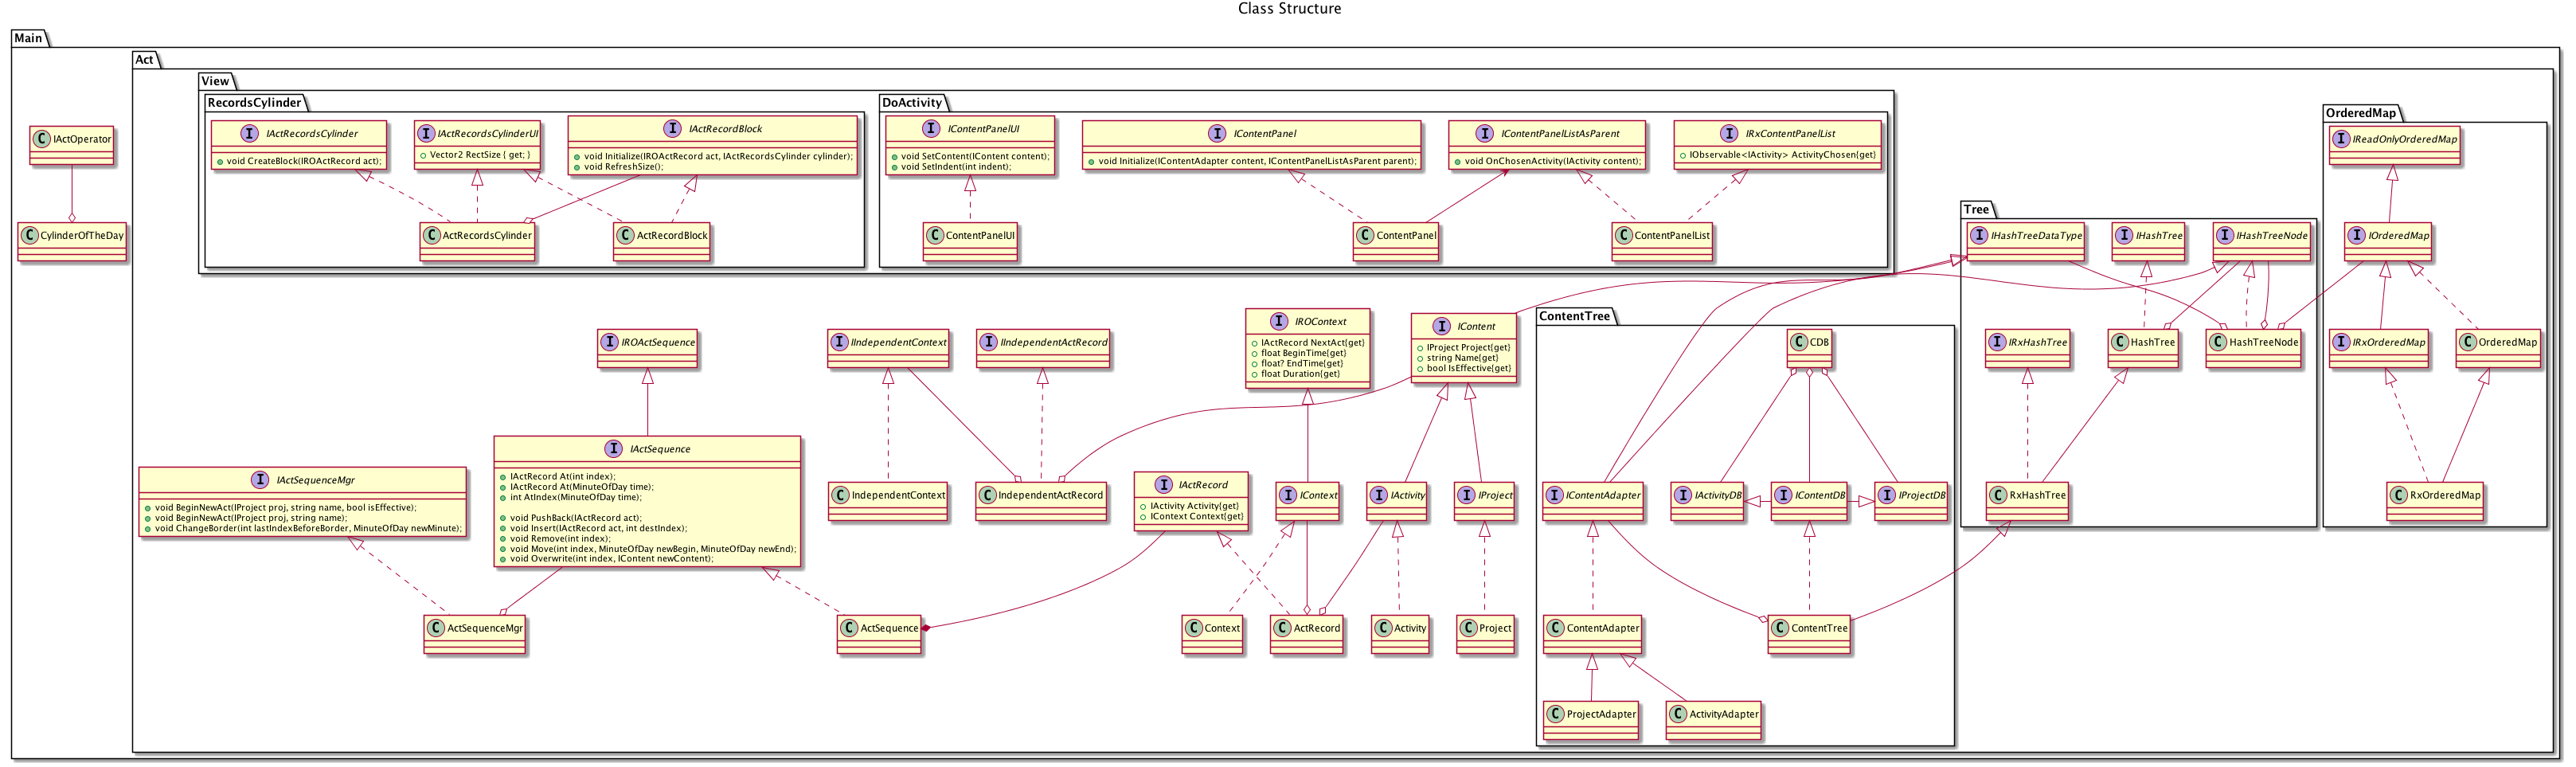 Class Structure
Main
Act
View
RecordsCylinder
I IActRecordsCylinder
void CreateBlock(IROActRecord act);
I IActRecordsCylinderUI
Vector2 RectSize { get; }
I IActRecordBlock
void Initialize(IROActRecord act, IActRecordsCylinder cylinder);
void RefreshSize();
C ActRecordsCylinder
C ActRecordBlock
DoActivity
I IContentPanelUI
void SetContent(IContent content);
void SetIndent(int indent);
I IContentPanel
void Initialize(IContentAdapter content, IContentPanelListAsParent parent);
I IContentPanelListAsParent
void OnChosenActivity(IActivity content);
I IRxContentPanelList
IObservable<IActivity> ActivityChosen{get}
C ContentPanelUI
C ContentPanel
C ContentPanelList
C IActOperator
C CylinderOfTheDay
OrderedMap
I IReadOnlyOrderedMap
I IOrderedMap
I IRxOrderedMap
C OrderedMap
C RxOrderedMap
Tree
I IHashTreeDataType
I IHashTree
I IHashTreeNode
I IRxHashTree
C HashTree
C HashTreeNode
C RxHashTree
I IROActSequence
I IIndependentContext
I IIndependentActRecord
I IROContext
IActRecord NextAct{get}
float BeginTime{get}
float? EndTime{get}
float Duration{get}
I IContent
IProject Project{get}
string Name{get}
bool IsEffective{get}
ContentTree
C CDB
I IContentAdapter
I IActivityDB
I IContentDB
I IProjectDB
C ContentAdapter
C ContentTree
C ProjectAdapter
C ActivityAdapter
I IActSequenceMgr
void BeginNewAct(IProject proj, string name, bool isEffective);
void BeginNewAct(IProject proj, string name);
void ChangeBorder(int lastIndexBeforeBorder, MinuteOfDay newMinute);
I IActSequence
IActRecord At(int index);
IActRecord At(MinuteOfDay time);
int AtIndex(MinuteOfDay time);
void PushBack(IActRecord act);
void Insert(IActRecord act, int destIndex);
void Remove(int index);
void Move(int index, MinuteOfDay newBegin, MinuteOfDay newEnd);
void Overwrite(int index, IContent newContent);
C IndependentContext
C IndependentActRecord
I IActRecord
IActivity Activity{get}
IContext Context{get}
I IContext
I IActivity
I IProject
C ActSequenceMgr
C ActSequence
C Context
C ActRecord
C Activity
C Project